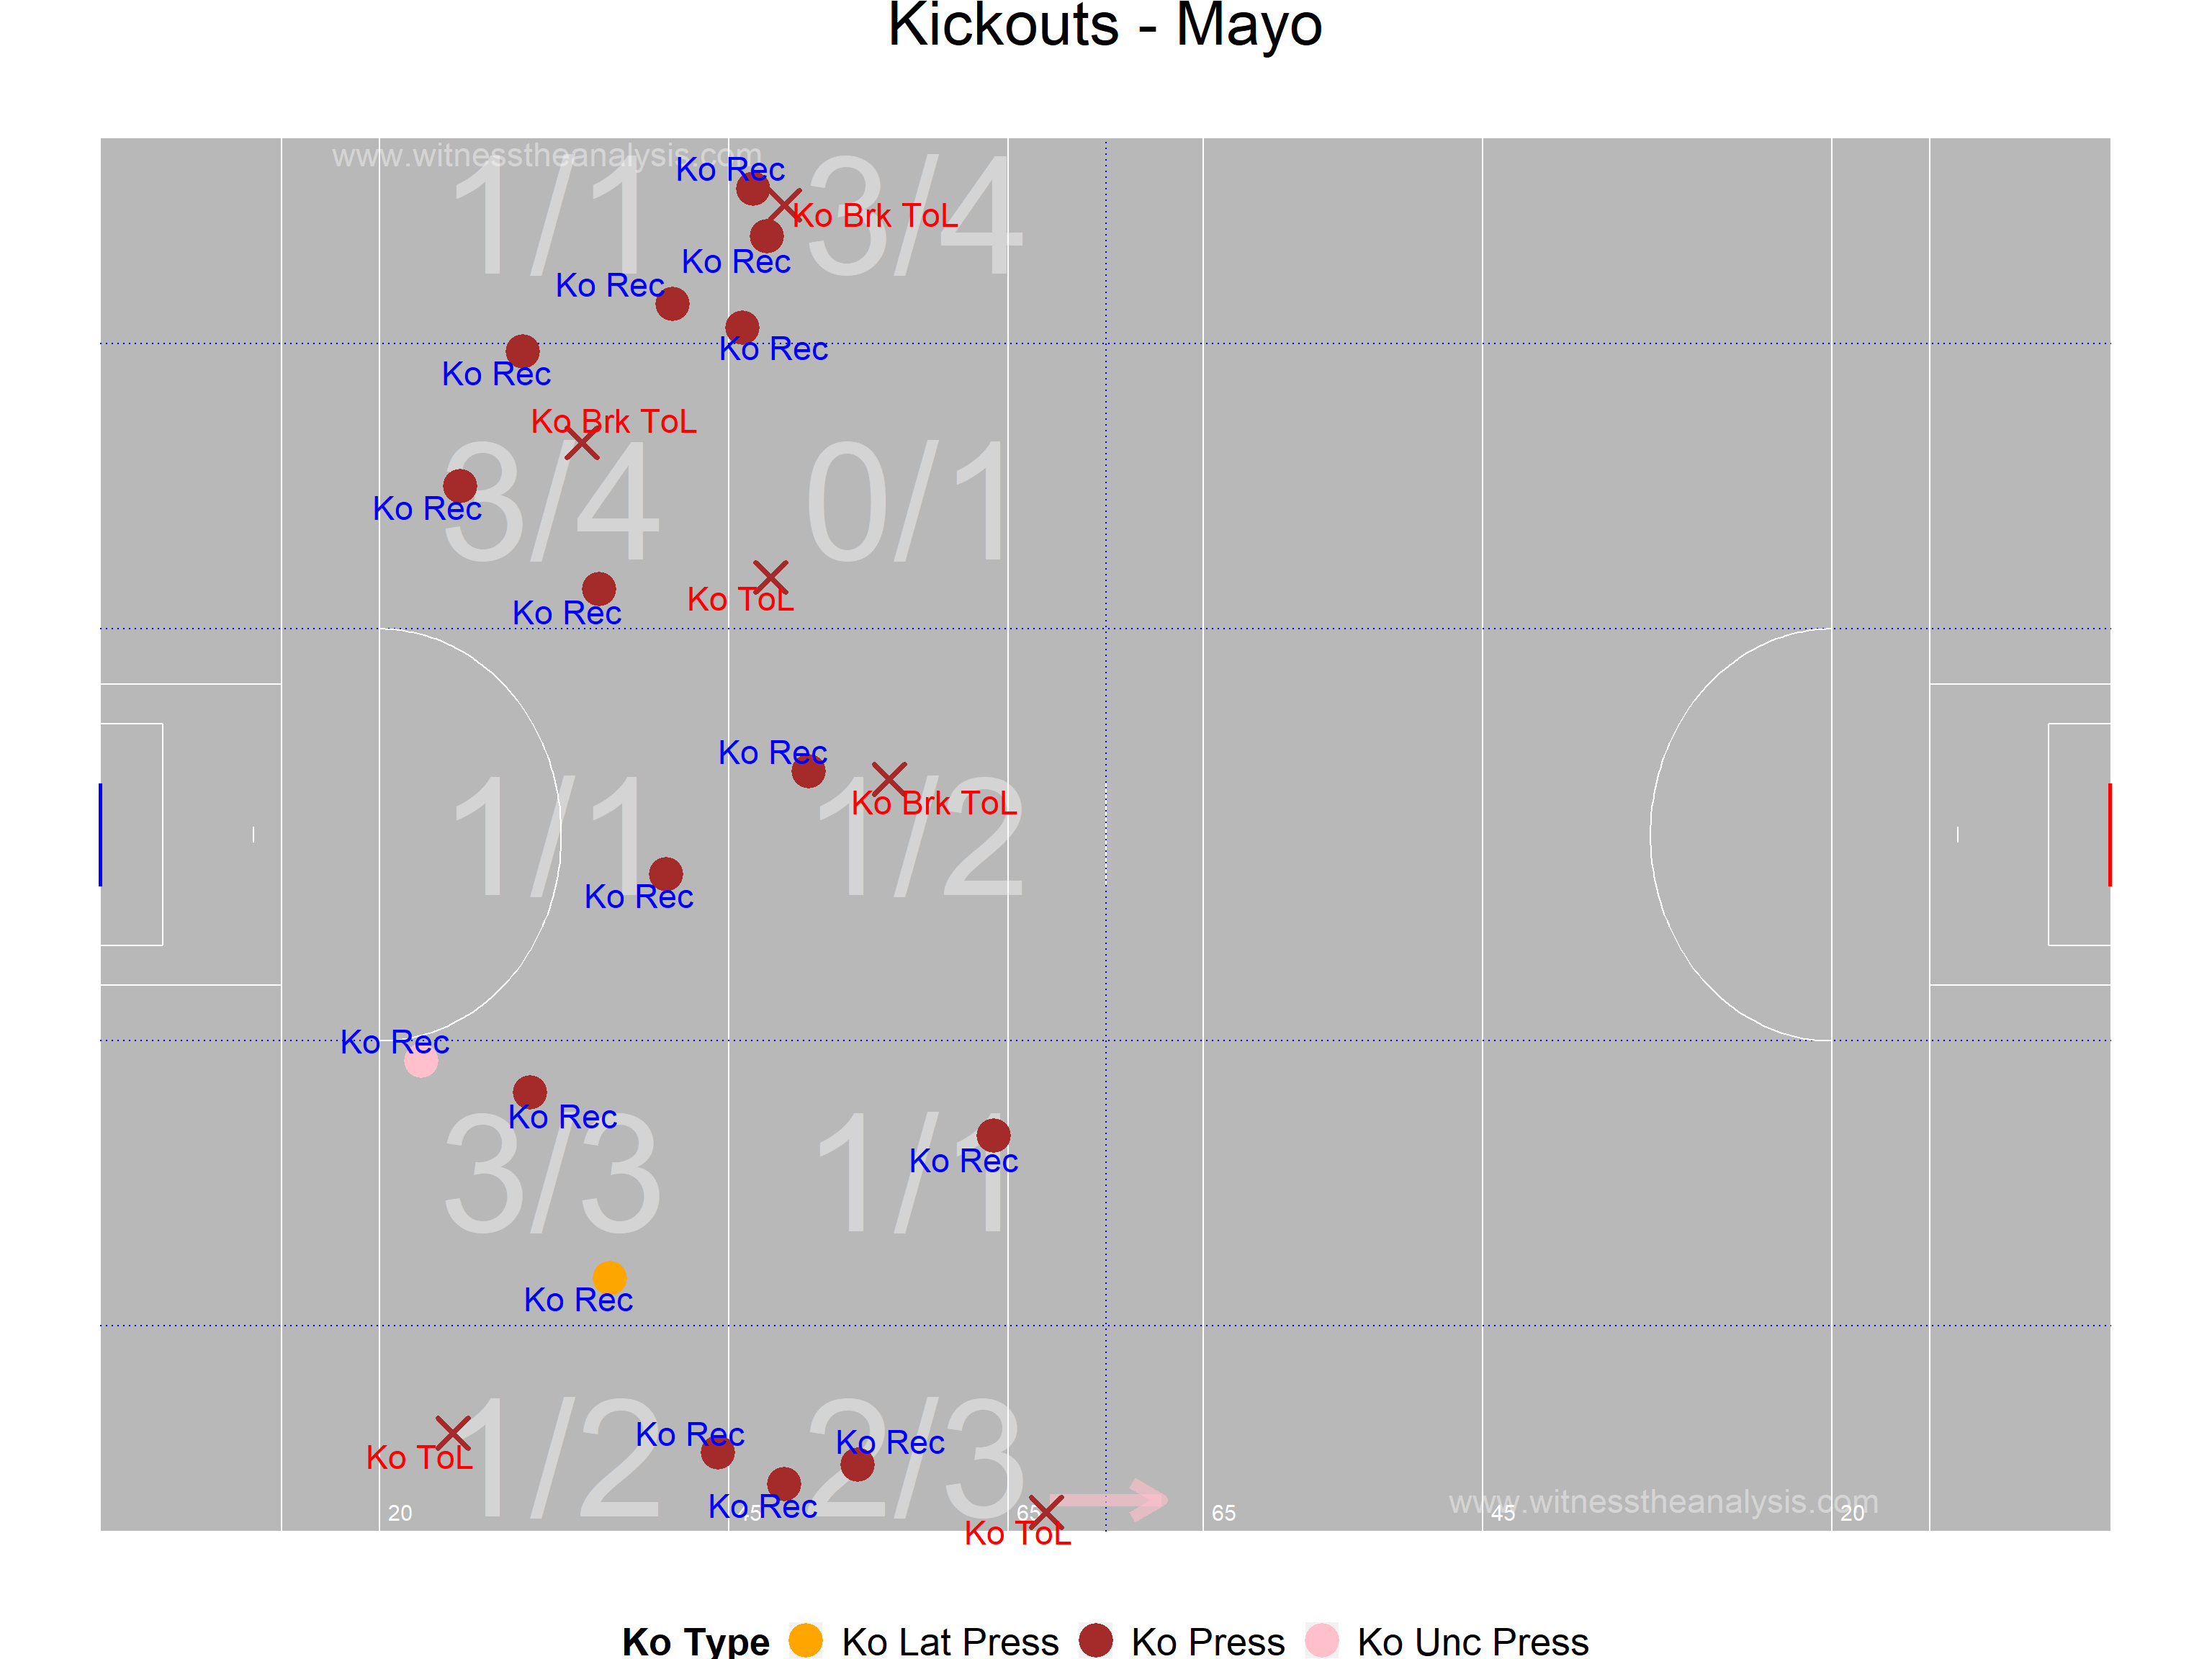 Kickouts - Mayo
www.witnesstheanalysis.com
1/1
3/4
Ko Rec
Ko Brk ToL
Ko Rec
Ko Rec
Ko Rec
Ko Rec
Ko Brk ToL
3/4
0/1
Ko Rec
Ko ToL
Ko Rec
Ko Rec
Ko Brk ToL
1/1
1/2
Ko Rec
Ko Rec
Ko Rec
3/3
1/1
Ko Rec
Ko Rec
1/2
2/3
Ko Rec
Ko Rec
Ko ToL
Ko Rec
www.witnesstheanalysis.com
20
45
65
65
45
20
Ko ToL
Ko Type Ko Lat Press Ko Press Ko Unc Press